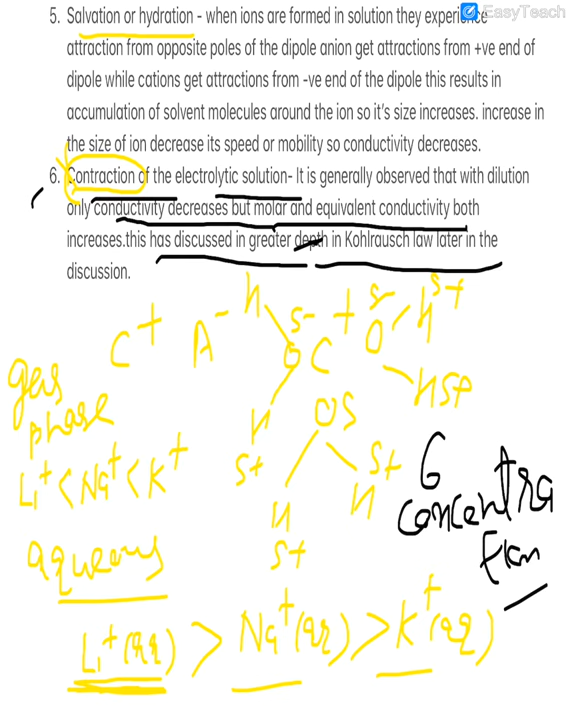 EasyTeach
5. Salvation or hydration - when ions are formed in solution they experience
attraction from opposite poles of the dipole anion get attractions from +ve end of
dipole while cations get attractions from -ve end of the dipole this results in
accumulation of solvent molecules around the ion so it's size increases. increase in
the size of ion decrease its speed or mobility so conductivity decreases.
6. Contraction of the electrolytic solution- It is generally observed that with dilution
only conductivity decreases but molar and equivalent conductivity both
increases.this has discussed in greater depth in Kohlrausch law later in the
discussion.
C+ A-
H δ- C+ δ- O H δ+
H Hδ+
gas
phase
Oδ
δ+ δ+
H H
δ+
Li+ < Na+ < K+
6
concentra
tion
aqueous
Li+(aq) > Na+(aq) > K+(aq)